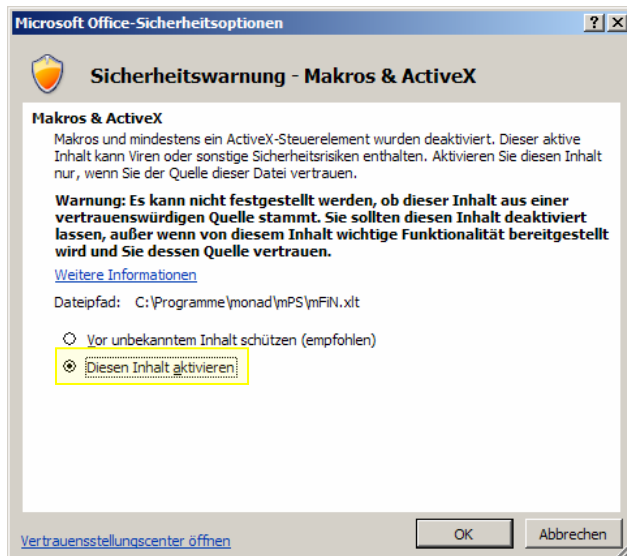 Microsoft Office-Sicherheitsoptionen
Sicherheitswarnung - Makros & ActiveX
Makros & ActiveX
Makros und mindestens ein ActiveX-Steuerelement wurden deaktiviert. Dieser aktive
Inhalt kann Viren oder sonstige Sicherheitsrisiken enthalten. Aktivieren Sie diesen Inhalt
nur, wenn Sie der Quelle dieser Datei vertrauen.
Warnung: Es kann nicht festgestellt werden, ob dieser Inhalt aus einer
vertrauenswürdigen Quelle stammt. Sie sollten diesen Inhalt deaktiviert
lassen, außer wenn von diesem Inhalt wichtige Funktionalität bereitgestellt
wird und Sie dessen Quelle vertrauen.
Weitere Informationen
Dateipfad: C:\Programme\monad\mPS\mFiN.xlt
Vor unbekanntem Inhalt schützen (empfohlen)
Diesen Inhalt aktivieren
Vertrauensstellungscenter öffnen
OK
Abbrechen